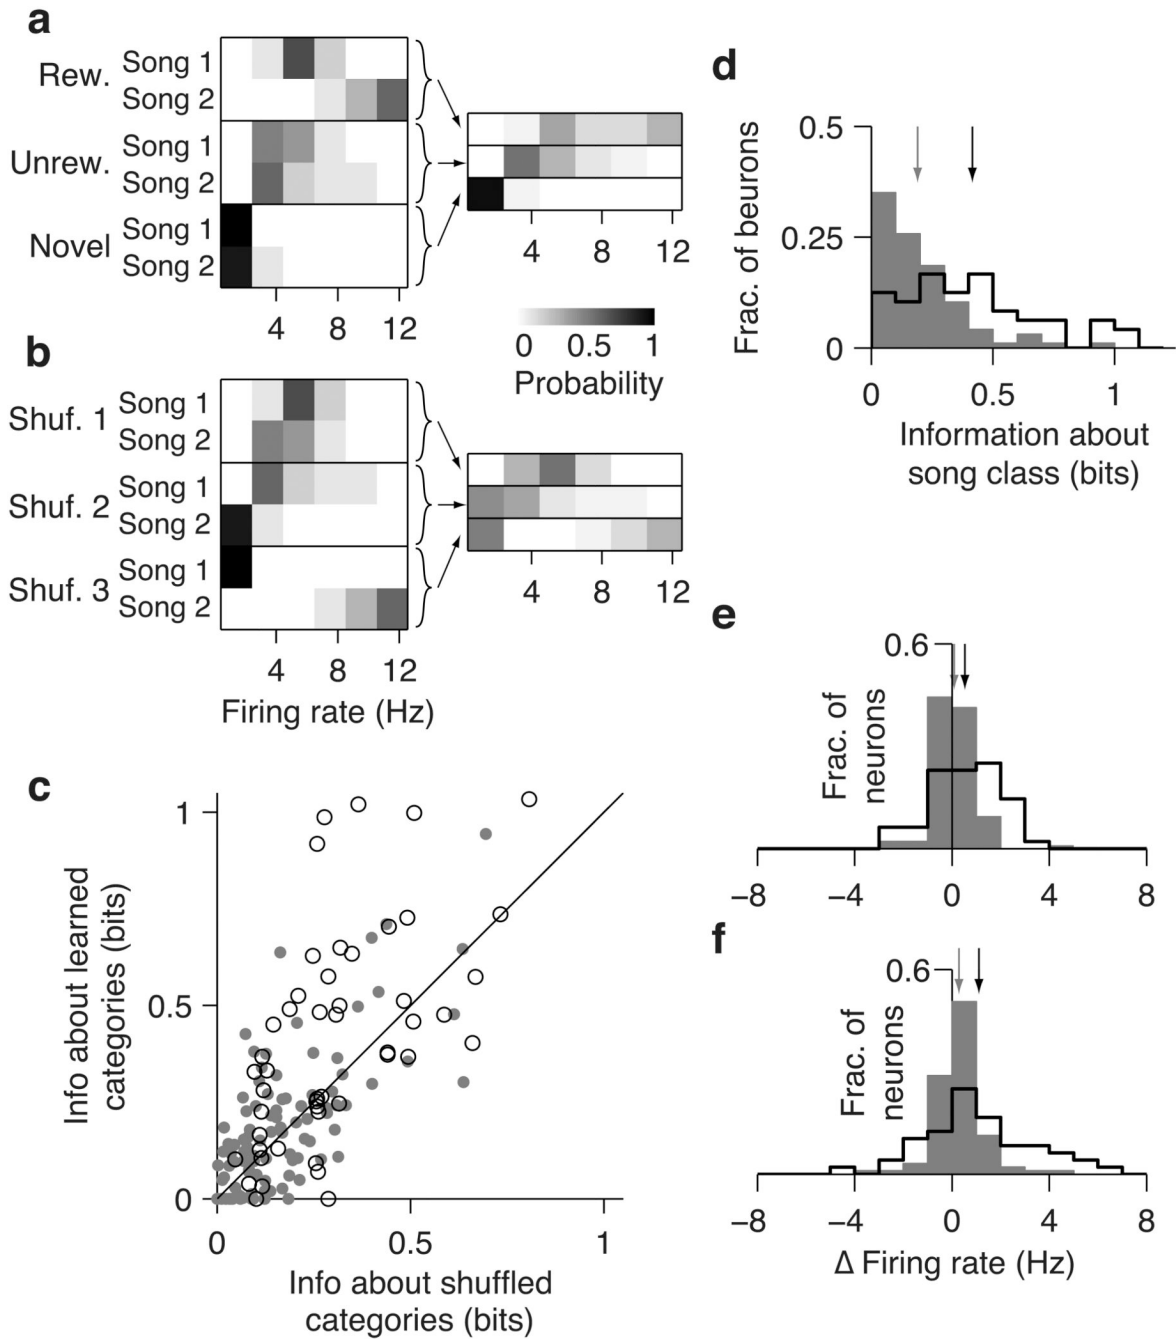 a
Rew.
Song 1
Song 2
Unrew.
Song 1
Song 2
Novel
Song 1
Song 2
4 8 12
4 8 12
0 0.5 1
Probability
b
Shuf. 1
Song 1
Song 2
Shuf. 2
Song 1
Song 2
Shuf. 3
Song 1
Song 2
4 8 12
Firing rate (Hz)
4 8 12
c
Info about learned
categories (bits)
1
0.5
0
0 0.5 1
Info about shuffled
categories (bits)
d
Frac. of beurons
0.5
0.25
0
0 0.5 1
Information about
song class (bits)
e
0.6
Frac. of
neurons
−8 −4 0 4 8
f
0.6
Frac. of
neurons
−8 −4 0 4 8
Δ Firing rate (Hz)